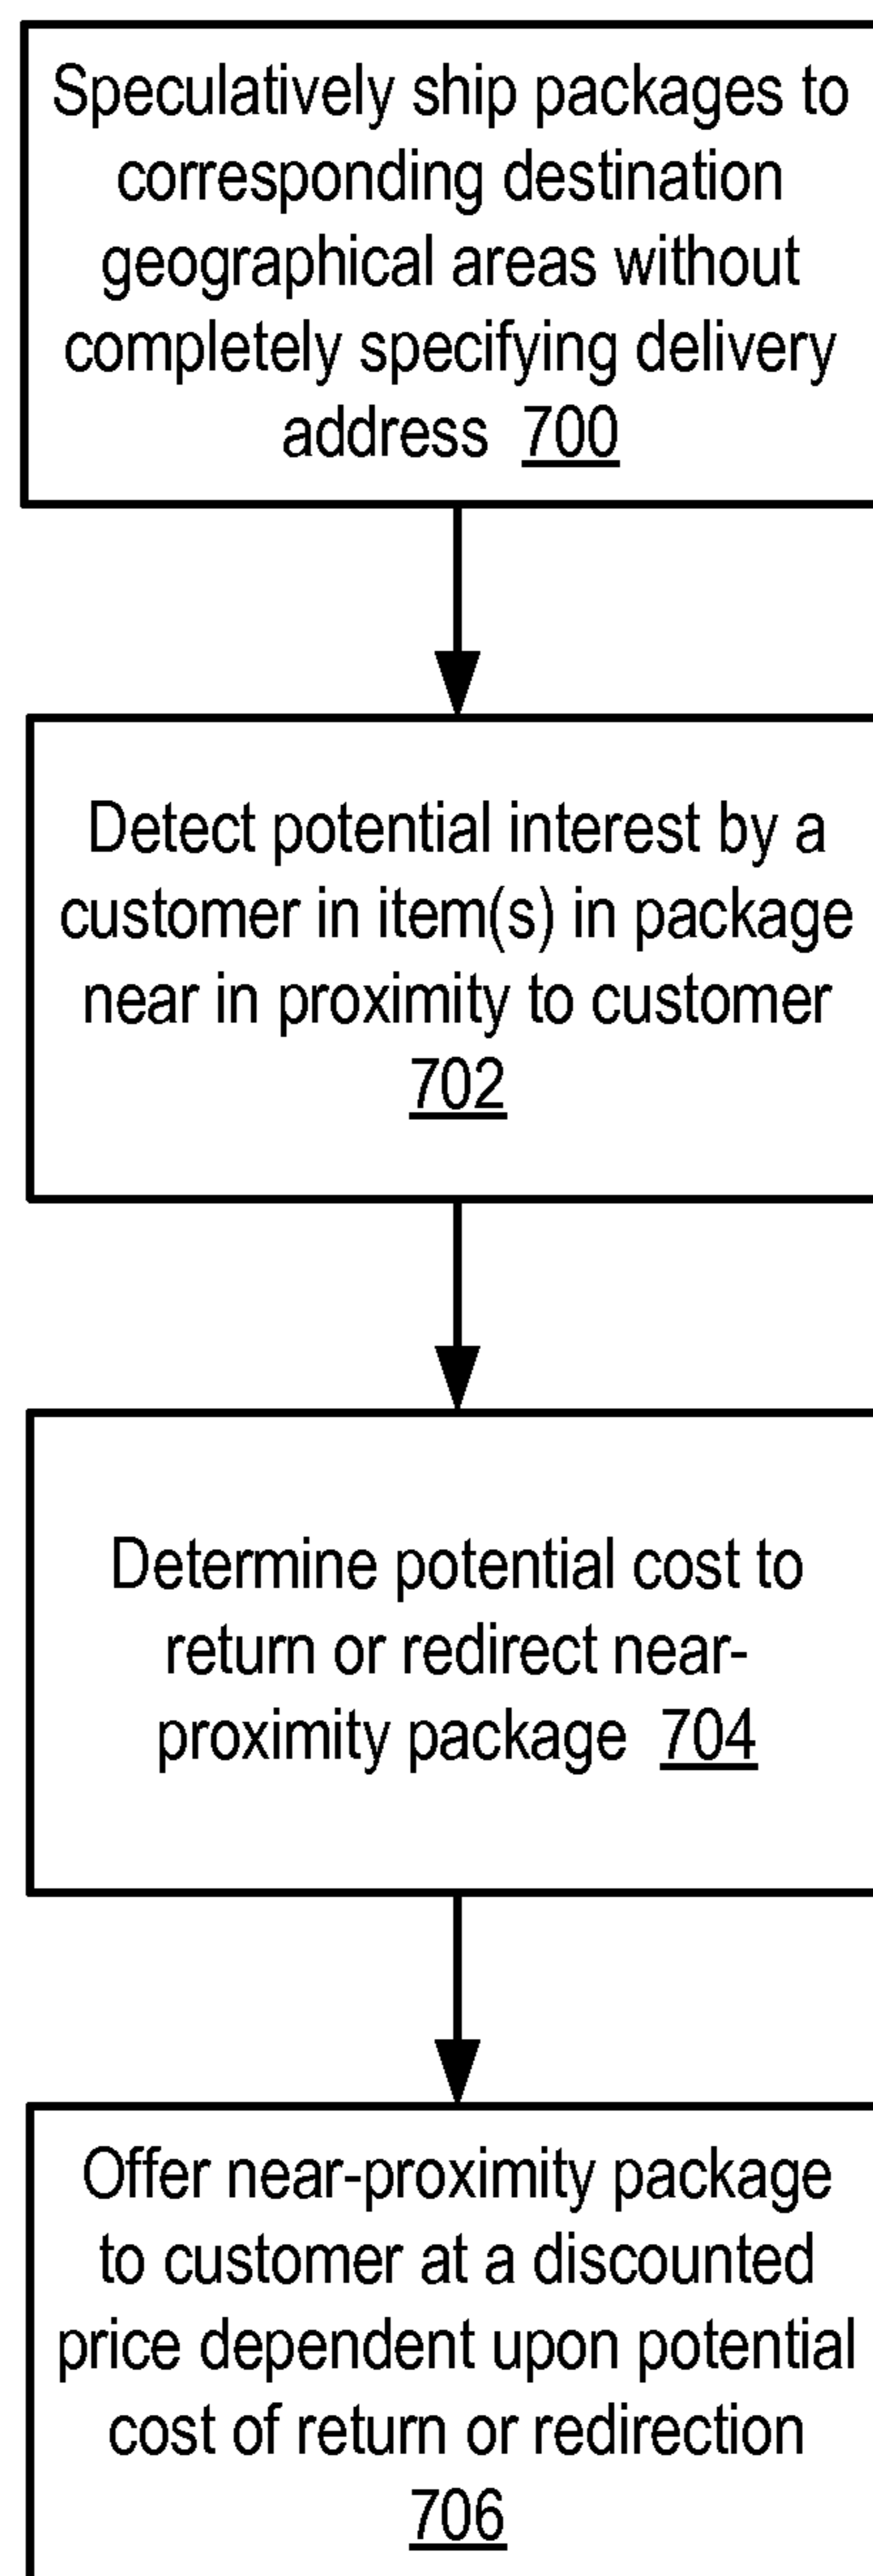 Speculatively ship packages to
corresponding destination
geographical areas without
completely specifying delivery
address 700
Detect potential interest by a
customer in item(s) in package
near in proximity to customer
702
Determine potential cost to
return or redirect near-
proximity package 704
Offer near-proximity package
to customer at a discounted
price dependent upon potential
cost of return or redirection
706